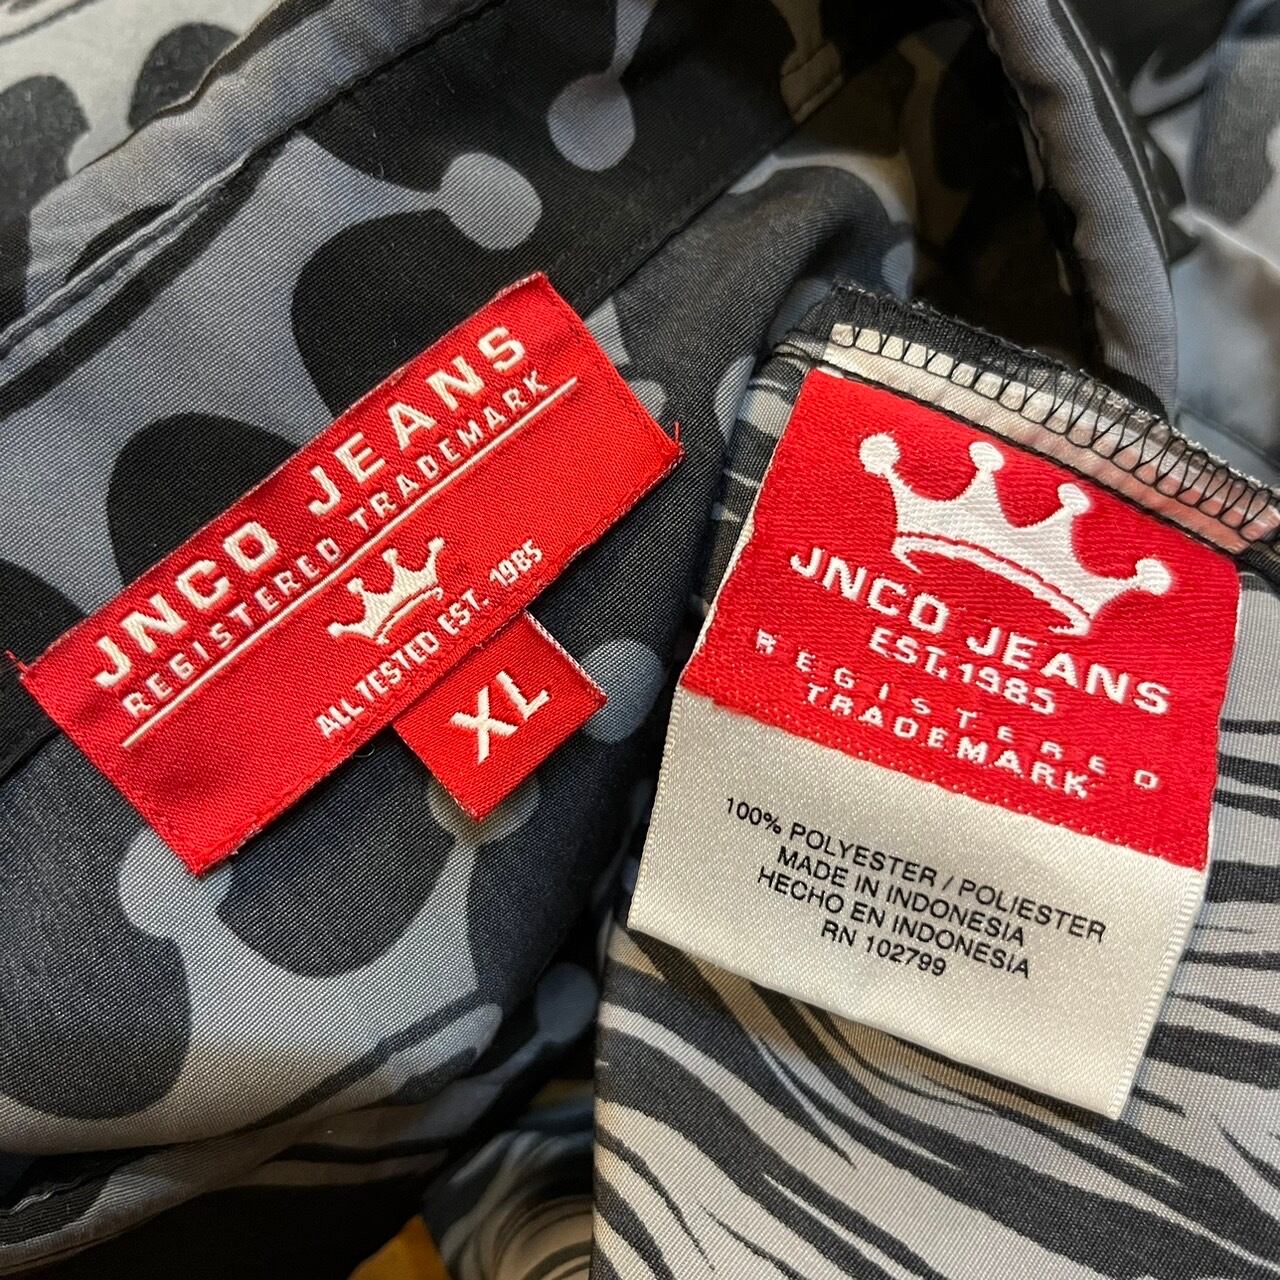 JNCO JEANS
REGISTERED TRADEMARK
ALL TESTED EST. 1985
XL
JNCO JEANS
EST. 1985
REGISTERED
TRADEMARK
100% POLYESTER / POLIESTER
MADE IN INDONESIA
HECHO EN INDONESIA
RN 102799